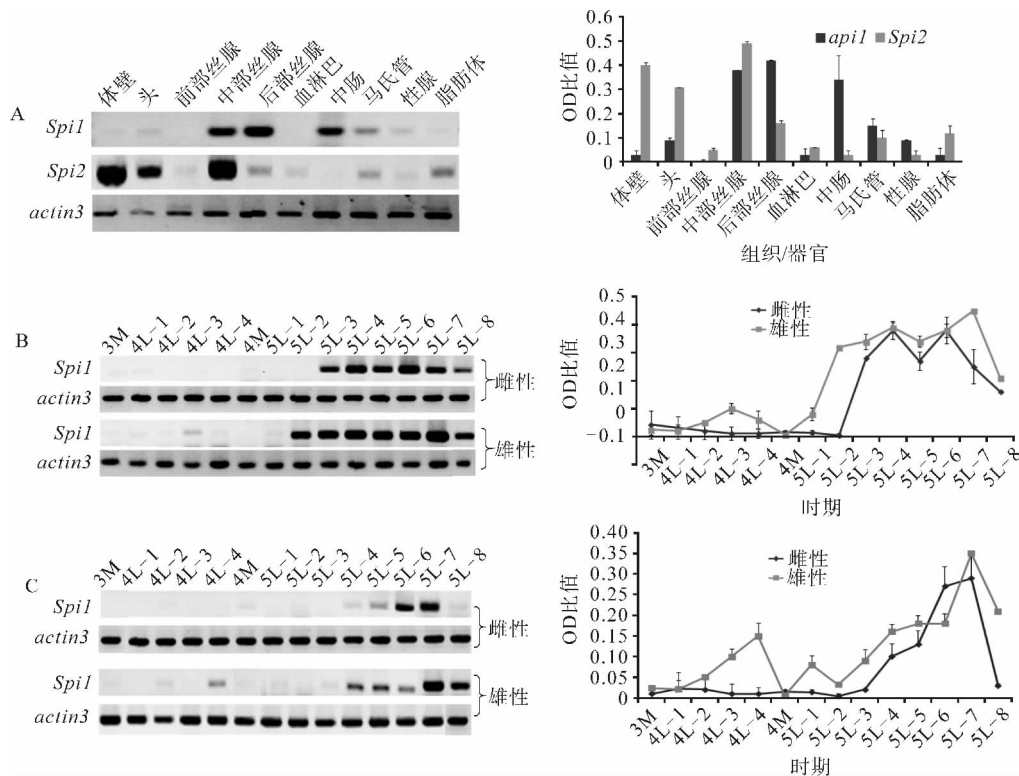 A
体壁
头
前部丝腺
中部丝腺
后部丝腺
血淋巴
中肠
马氏管
性腺
脂肪体
Spi1
Spi2
actin3
OD比值
0.6
0.5
0.4
0.3
0.2
0.1
0
api1 Spi2
体壁
头
前部丝腺
中部丝腺
后部丝腺
血淋巴
中肠
马氏管
性腺
脂肪体
组织/器官
B
3M
4L-1
4L-2
4L-3
4L-4
4M
5L-1
5L-2
5L-3
5L-4
5L-5
5L-6
5L-7
5L-8
Spi1
actin3
雌性
Spi1
actin3
雄性
OD比值
0.5
0.4
0.3
0.2
0.1
0
-0.1
雌性
雄性
3M
4L-1
4L-2
4L-3
4L-4
4M
5L-1
5L-2
5L-3
5L-4
5L-5
5L-6
5L-7
5L-8
时期
C
3M
4L-1
4L-2
4L-3
4L-4
4M
5L-1
5L-2
5L-3
5L-4
5L-5
5L-6
5L-7
5L-8
Spi1
actin3
雌性
Spi1
actin3
雄性
OD比值
0.40
0.35
0.30
0.25
0.20
0.15
0.10
0.05
0
雌性
雄性
3M
4L-1
4L-2
4L-3
4L-4
4M
5L-1
5L-2
5L-3
5L-4
5L-5
5L-6
5L-7
5L-8
时期